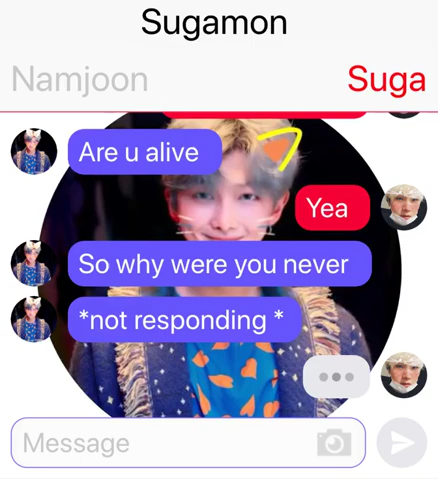 Sugamon
Namjoon
Suga
Are u alive
Yea
So why were you never
*not responding *
Message